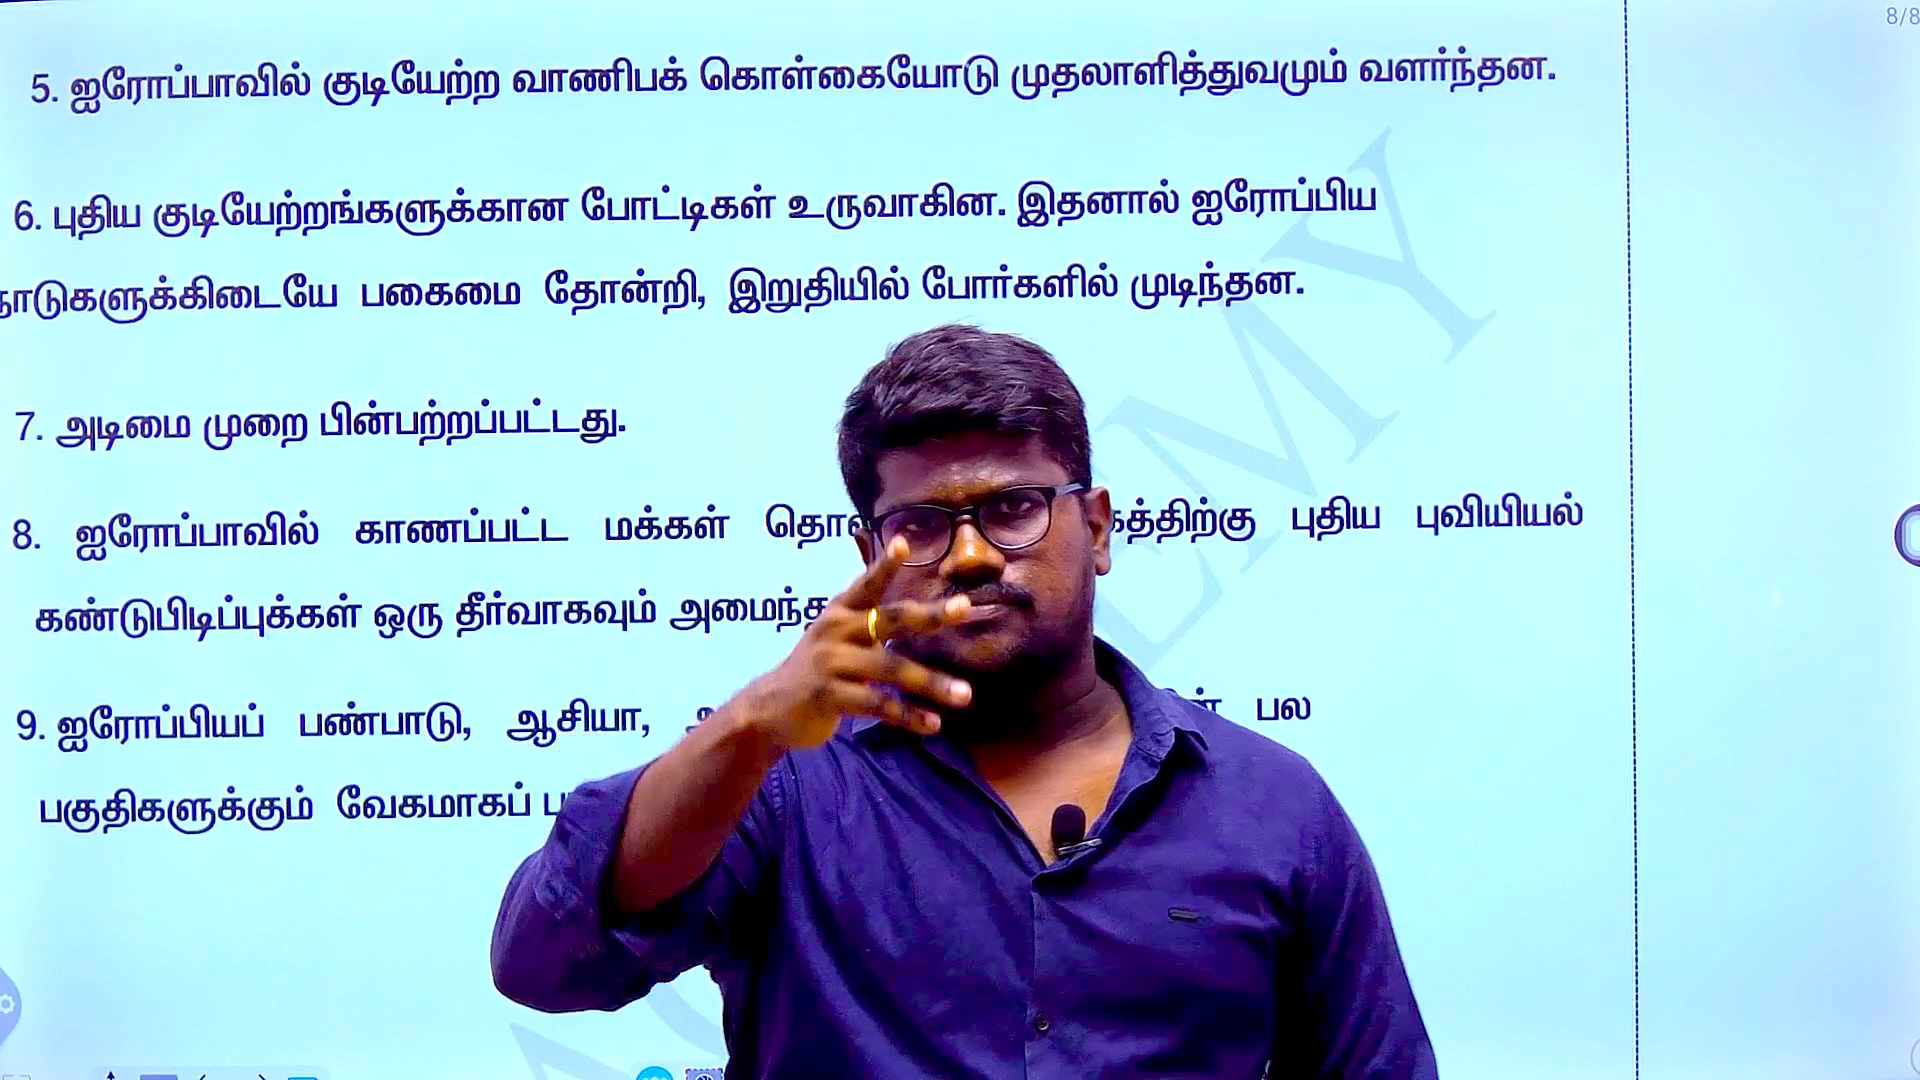 8/8
5. ஐரோப்பாவில் குடியேற்ற வாணிபக் கொள்கையோடு முதலாளித்துவமும் வளர்ந்தன.
6. புதிய குடியேற்றங்களுக்கான போட்டிகள் உருவாகின. இதனால் ஐரோப்பிய
நாடுகளுக்கிடையே பகைமை தோன்றி, இறுதியில் போர்களில் முடிந்தன.
7. அடிமை முறை பின்பற்றப்பட்டது.
8. ஐரோப்பாவில் காணப்பட்ட மக்கள் புதிய புவியியல்
கண்டுபிடிப்புக்கள் ஒரு தீர்வாகவும்
9. ஐரோப்பியப் பண்பாடு, ஆசியா, பல
பகுதிகளுக்கும் வேகமாகப்